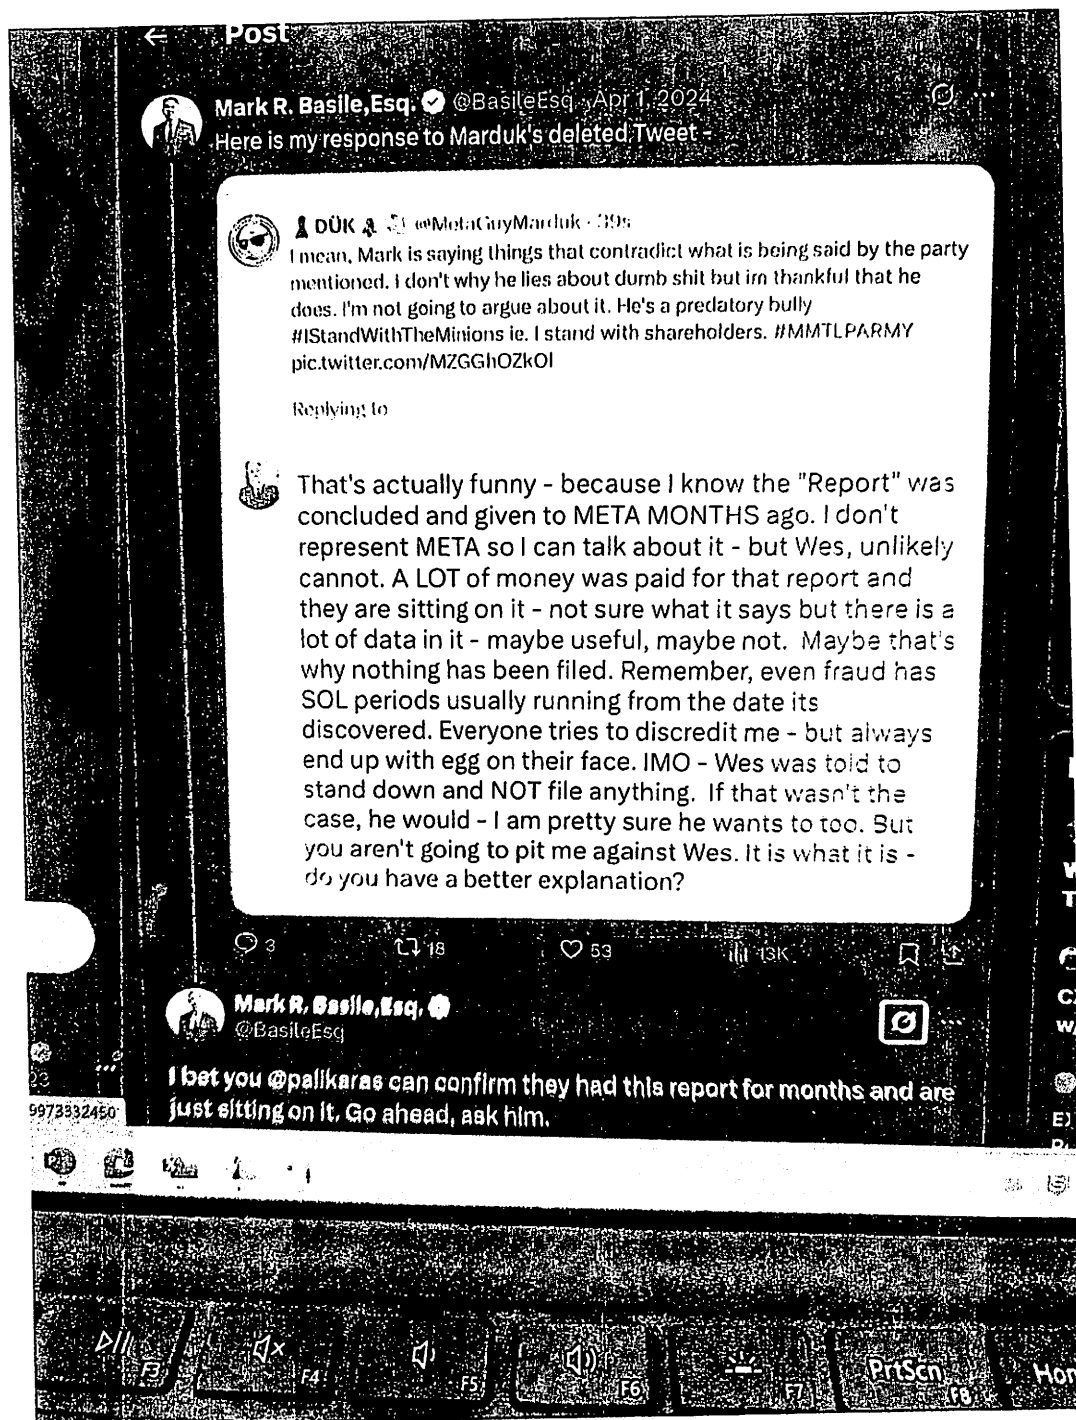 ← Post
Mark R. Basile,Esq. @BasileEsq · Apr 1, 2024 ...
Here is my response to Marduk's deleted Tweet -
DÜK @MetaGuyMarduk · 39s
I mean, Mark is saying things that contradict what is being said by the party
mentioned. I don't why he lies about dumb shit but im thankful that he
does. I'm not going to argue about it. He's a predatory bully
#IStandWithTheMinions ie. I stand with shareholders. #MMTLPARMY
pic.twitter.com/MZGGhOZkOl
Replying to
That's actually funny - because I know the "Report" was
concluded and given to META MONTHS ago. I don't
represent META so I can talk about it - but Wes, unlikely
cannot. A LOT of money was paid for that report and
they are sitting on it - not sure what it says but there is a
lot of data in it - maybe useful, maybe not. Maybe that's
why nothing has been filed. Remember, even fraud has
SOL periods usually running from the date its
discovered. Everyone tries to discredit me - but always
end up with egg on their face. IMO - Wes was told to
stand down and NOT file anything. If that wasn't the
case, he would - I am pretty sure he wants to too. But
you aren't going to pit me against Wes. It is what it is -
do you have a better explanation?
3 18 53 13K
Mark R. Basile,Esq.
@BasileEsq
...
I bet you @palikaras can confirm they had this report for months and are
just sitting on it. Go ahead, ask him.
9973332450
F3 F4 F5 F6 F7 PrtScn F8 Hom